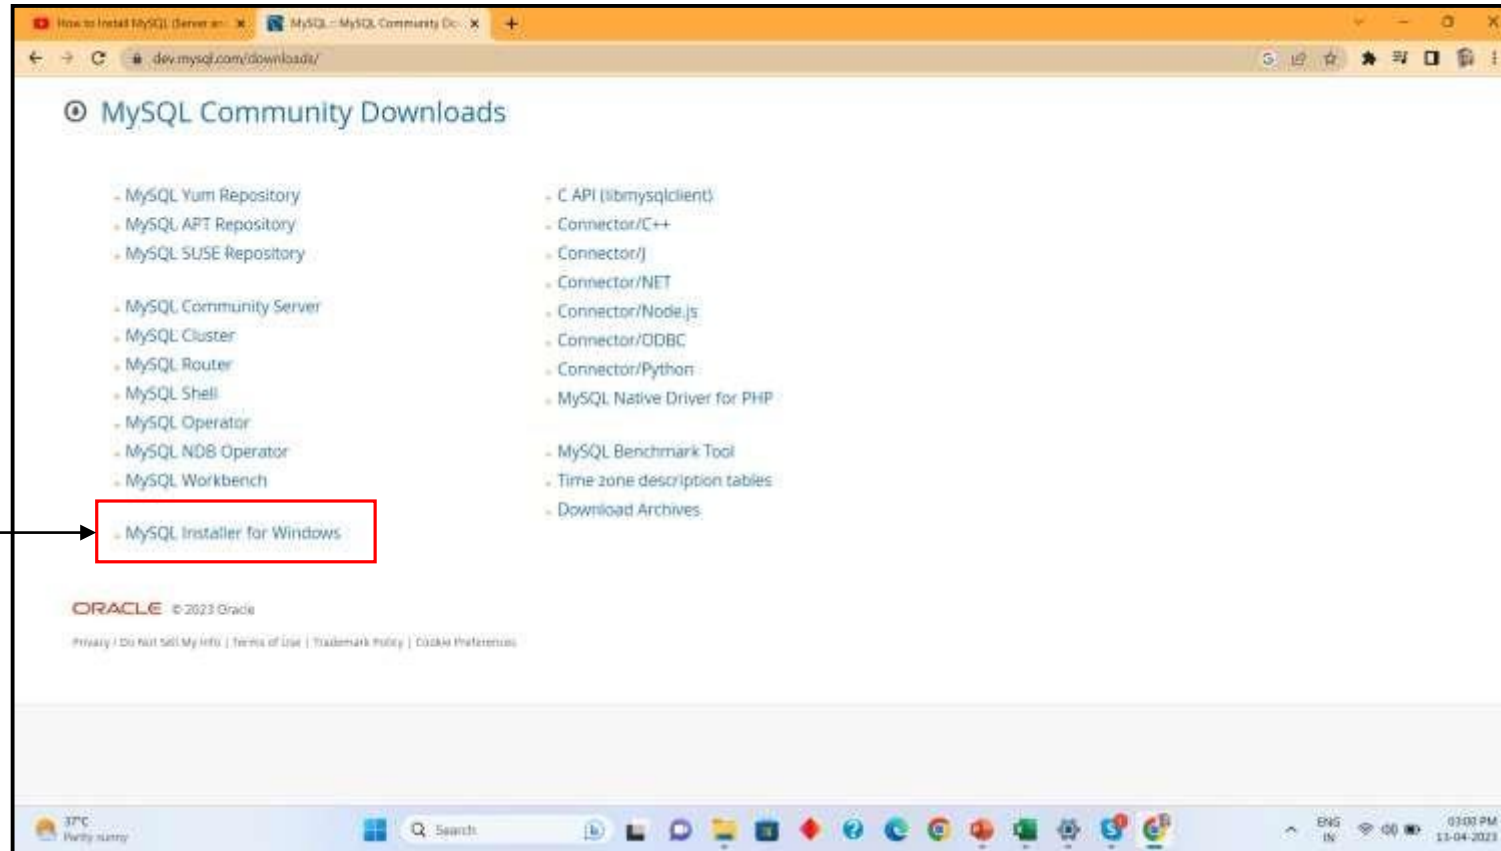 How to Install MySQL (Server an
MySQL :: MySQL Community Do
dev.mysql.com/downloads/
MySQL Community Downloads
MySQL Yum Repository
MySQL APT Repository
MySQL SUSE Repository
MySQL Community Server
MySQL Cluster
MySQL Router
MySQL Shell
MySQL Operator
MySQL NDB Operator
MySQL Workbench
MySQL Installer for Windows
C API (libmysqlclient)
Connector/C++
Connector/J
Connector/NET
Connector/Node.js
Connector/ODBC
Connector/Python
MySQL Native Driver for PHP
MySQL Benchmark Tool
Time zone description tables
Download Archives
ORACLE © 2023 Oracle
Privacy / Do Not Sell My Info | Terms of Use | Trademark Policy | Cookie Preferences
37°C
Partly sunny
Search
ENG
IN
03:00 PM
13-04-2023